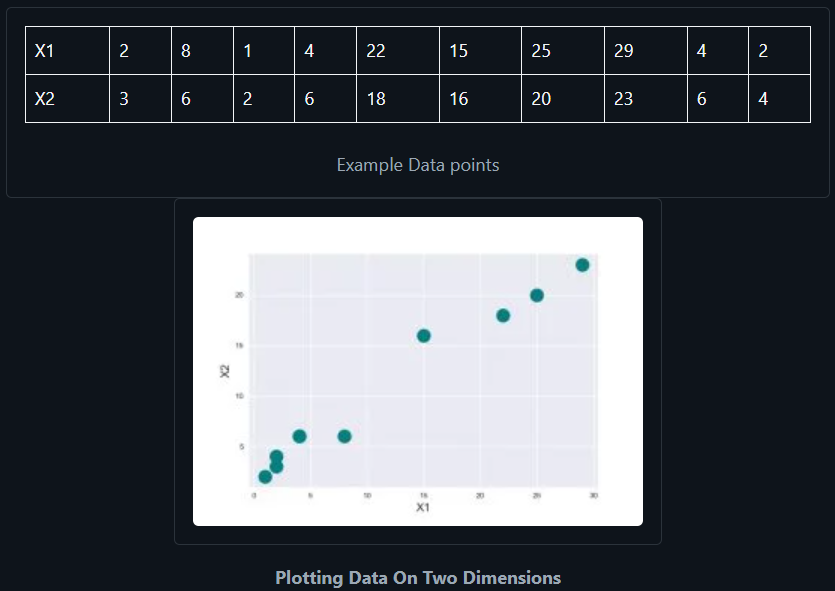 X1 2 8 1 4 22 15 25 29 4 2
X2 3 6 2 6 18 16 20 23 6 4
Example Data points
20
15
X2
10
5
0 5 10 15 20 25 30
X1
Plotting Data On Two Dimensions